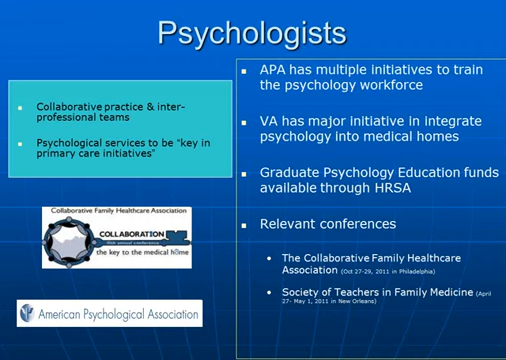 Psychologists
Collaborative practice & inter-
professional teams
Psychological services to be "key in
primary care initiatives"
Collaborative Family Healthcare Association
COLLABORATION
the key to the medical home
American Psychological Association
APA has multiple initiatives to train
the psychology workforce
VA has major initiative in integrate
psychology into medical homes
Graduate Psychology Education funds
available through HRSA
Relevant conferences
The Collaborative Family Healthcare
Association (Oct 27-29, 2011 in Philadelphia)
Society of Teachers in Family Medicine (April
27- May 1, 2011 in New Orleans)